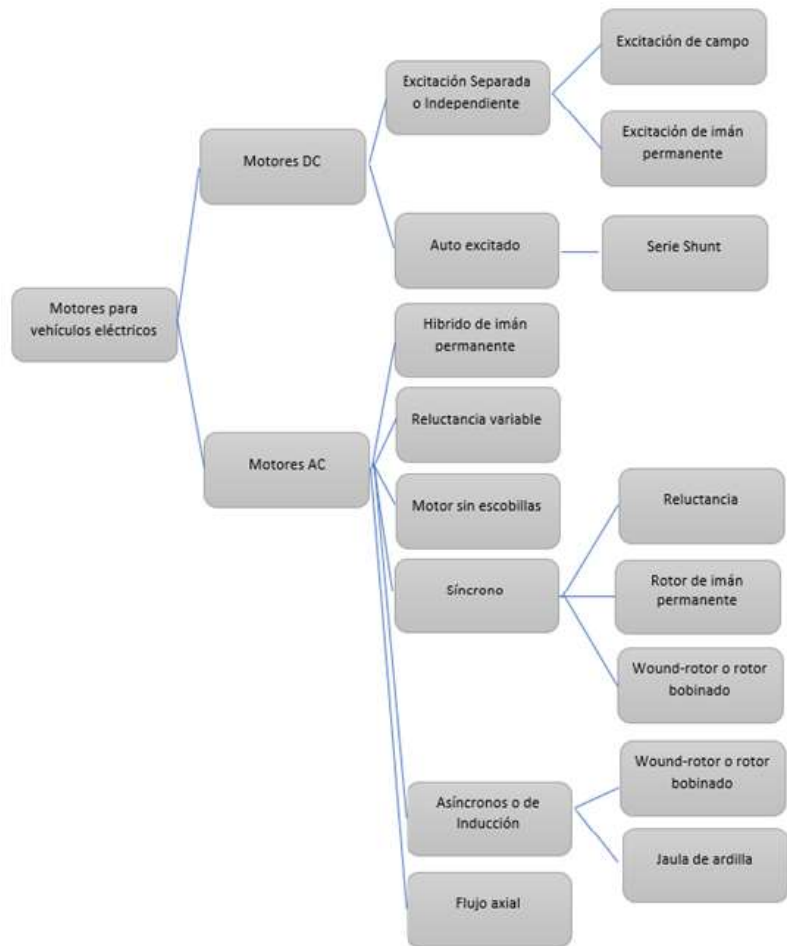 Motores para
vehículos eléctricos
Motores DC
Excitación Separada
o Independiente
Excitación de campo
Excitación de imán
permanente
Auto excitado
Serie Shunt
Motores AC
Hibrido de imán
permanente
Reluctancia variable
Motor sin escobillas
Síncrono
Reluctancia
Rotor de imán
permanente
Wound-rotor o rotor
bobinado
Asíncronos o de
Inducción
Wound-rotor o rotor
bobinado
Jaula de ardilla
Flujo axial